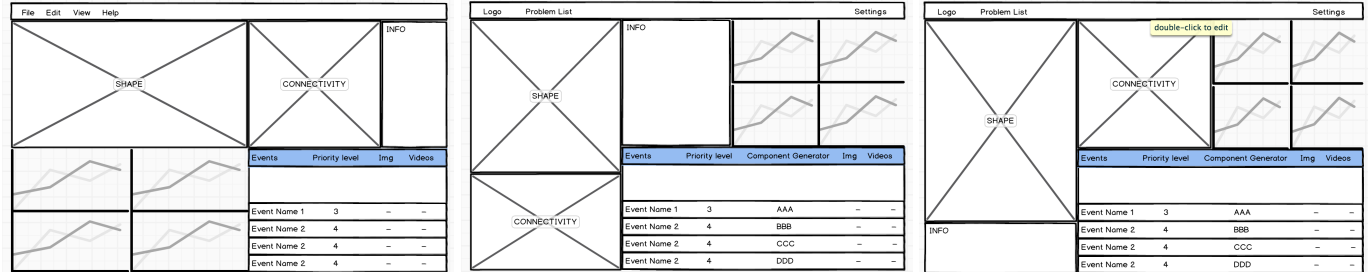 File Edit View Help
INFO
SHAPE
CONNECTIVITY
Events Priority level Img Videos
Event Name 1 3 – –
Event Name 2 4 – –
Event Name 2 4 – –
Event Name 2 4 – –
Logo Problem List Settings
INFO
SHAPE
Events Priority level Component Generator Img Videos
Event Name 1 3 AAA – –
CONNECTIVITY
Event Name 2 4 BBB – –
Event Name 2 4 CCC – –
Event Name 2 4 DDD – –
Logo Problem List Settings
double-click to edit
CONNECTIVITY
SHAPE
Events Priority level Component Generator Img Videos
Event Name 1 3 AAA – –
INFO
Event Name 2 4 BBB – –
Event Name 2 4 CCC – –
Event Name 2 4 DDD – –